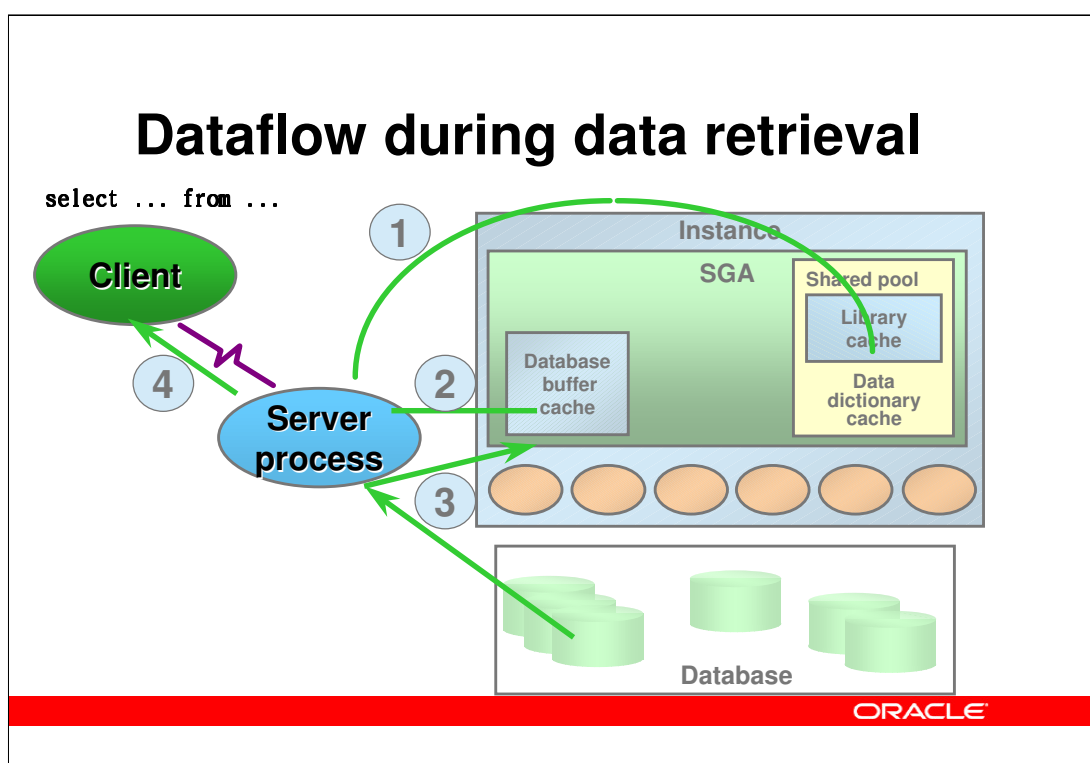 Dataflow during data retrieval
select ... from ...
Client
1
Instance
SGA
Shared pool
Library
cache
Data
dictionary
cache
Database
buffer
cache
2
4
Server
process
3
Database
ORACLE